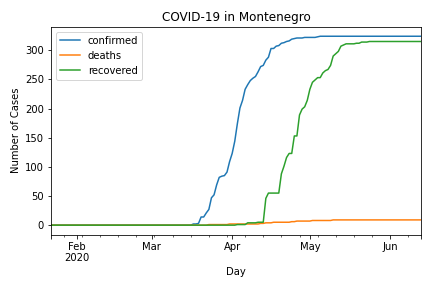 COVID-19 in Montenegro
confirmed
deaths
recovered
Number of Cases
300
250
200
150
100
50
0
Feb
2020
Mar
Apr
May
Jun
Day